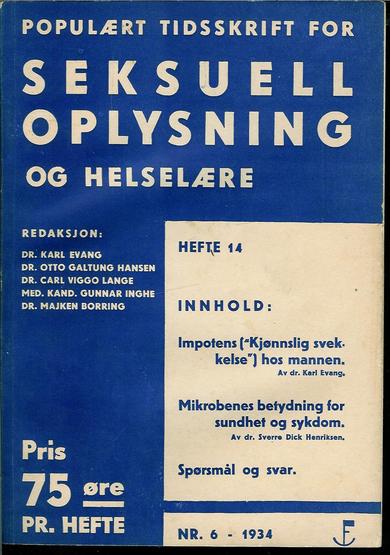 POPULÆRT TIDSSKRIFT FOR
SEKSUELL
OPLYSNING
OG HELSELÆRE
REDAKSJON:
DR. KARL EVANG
DR. OTTO GALTUNG HANSEN
DR. CARL VIGGO LANGE
MED. KAND. GUNNAR INGHE
DR. MAJKEN BORRING
HEFTE 14
INNHOLD:
Impotens ("Kjønnslig svek-
kelse") hos mannen.
Av dr. Karl Evang.
Mikrobenes betydning for
sundhet og sykdom.
Av dr. Sverre Dick Henriksen.
Spørsmål og svar.
Pris
75 øre
PR. HEFTE
NR. 6 - 1934